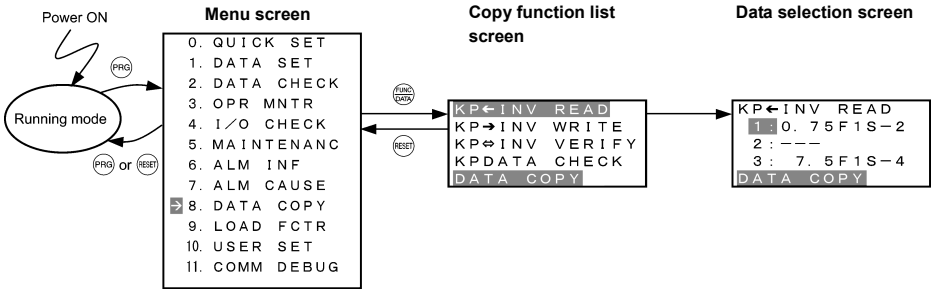 Power ON
Menu screen
Copy function list
screen
Data selection screen
PRG
Running mode
PRG or RESET
0. QUICK SET
1. DATA SET
2. DATA CHECK
3. OPR MNTR
4. I/O CHECK
5. MAINTENANC
6. ALM INF
7. ALM CAUSE
→ 8. DATA COPY
9. LOAD FCTR
10. USER SET
11. COMM DEBUG
FUNC
DATA
RESET
KP←INV READ
KP→INV WRITE
KP⇔INV VERIFY
KPDATA CHECK
DATA COPY
KP←INV READ
1:0.75F1S-2
2:---
3: 7.5F1S-4
DATA COPY